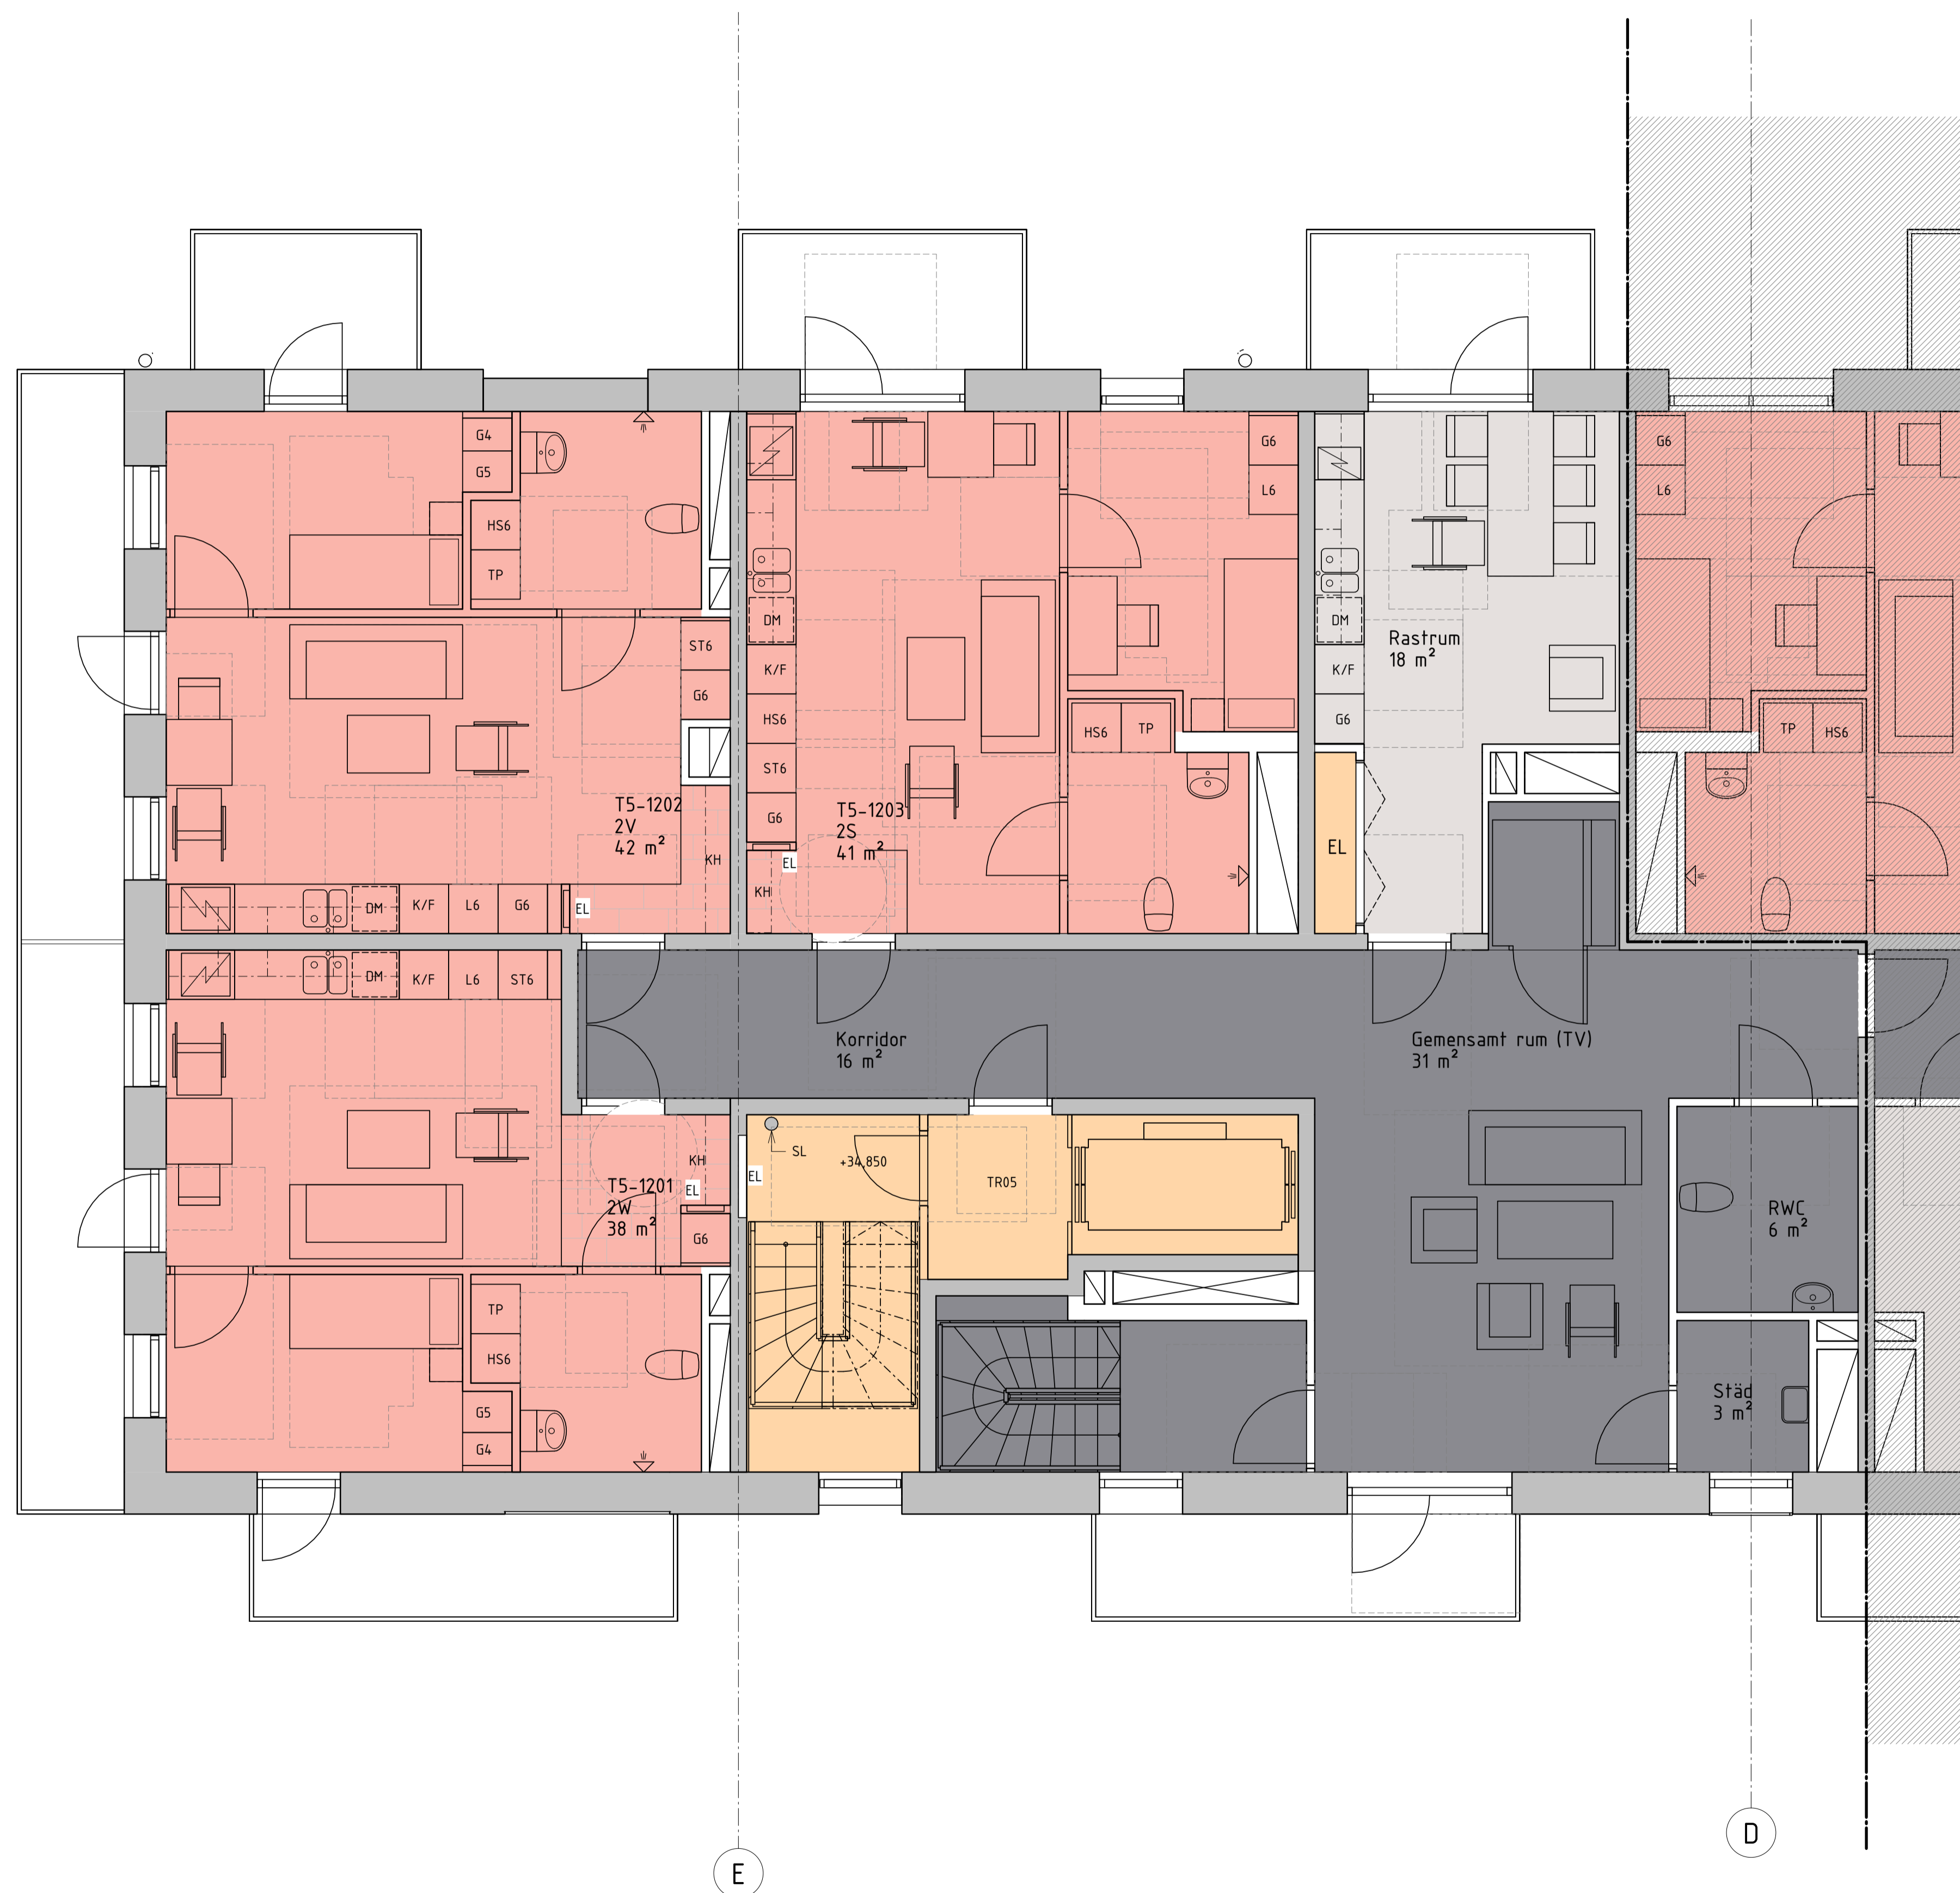 G4
G5
HS6
TP
ST6
G6
T5-1202
2V
42 m²
KH
EL
DM
K/F
L6
G6
DM
K/F
HS6
ST6
G6
EL
KH
T5-1203
2S
41 m²
G6
L6
HS6
TP
DM
K/F
G6
Rastrum
18 m²
EL
G6
L6
TP
HS6
DM
K/F
L6
ST6
Korridor
16 m²
Gemensamt rum (TV)
31 m²
KH
EL
T5-1201
2W
38 m²
G6
EL
SL
+34,850
TR05
TP
HS6
G5
G4
RWC
6 m²
Städ
3 m²
E
D